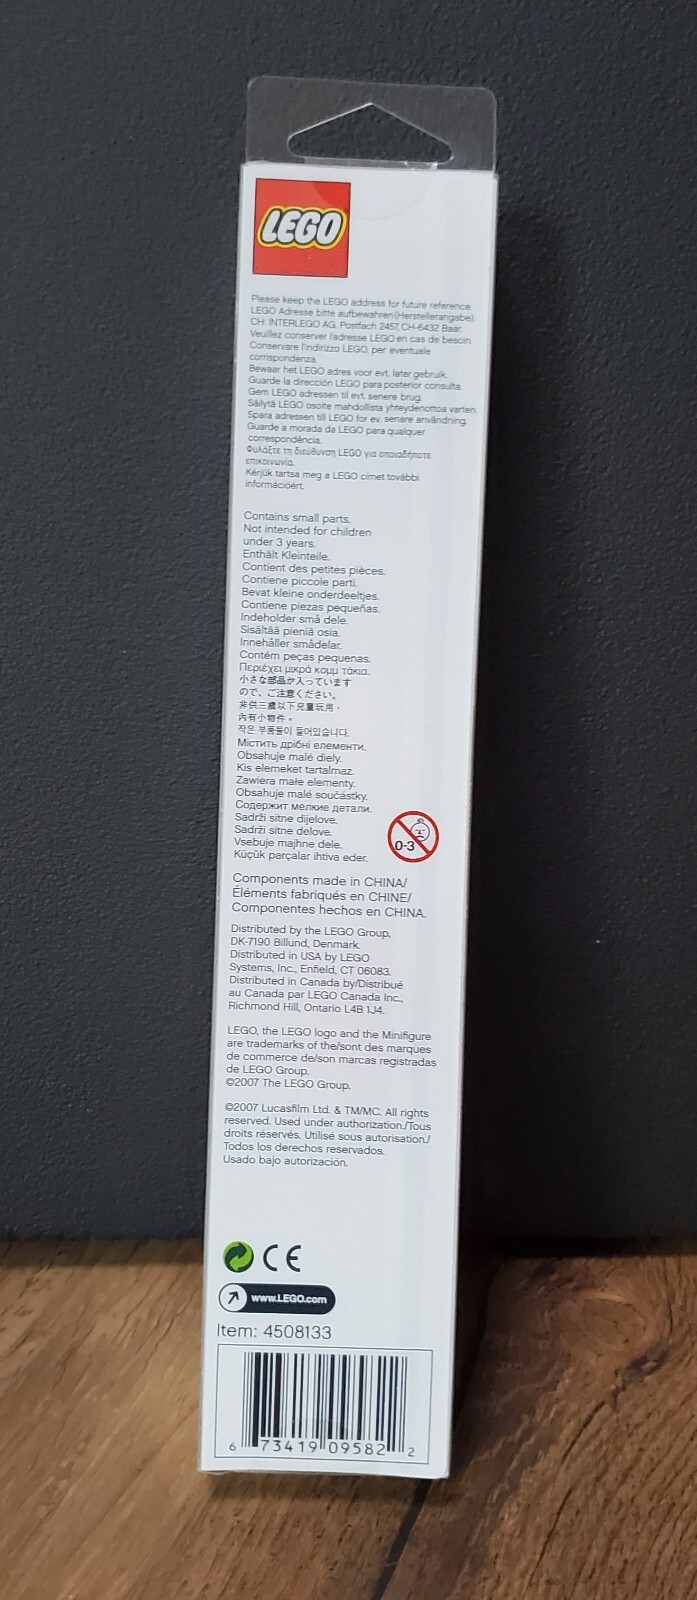 LEGO
Please keep the LEGO address for future reference.
LEGO Adresse bitte aufbewahren (Herstellerangabe)
CH: INTERLEGO AG, Postfach 2457, CH-6432 Baar.
Veuillez conserver l'adresse LEGO en cas de besoin.
Conservare l'indirizzo LEGO, per eventuale
corrispondenza.
Bewaar het LEGO adres voor evt. later gebruik.
Guarde la dirección LEGO para posterior consulta.
Gem LEGO adressen til evt. senere brug.
Säilytä LEGO osoite mahdollista yhteydenottoa varten.
Spara adressen till LEGO for ev. senare användning.
Guarde a morada da LEGO para qualquer
correspondência.
Φυλάξτε τη διεύθυνση LEGO για οποιαδήποτε
επικοινωνία.
Kérjük tartsa meg a LEGO címet további
információért.
Contains small parts.
Not intended for children
under 3 years.
Enthält Kleinteile.
Contient des petites pièces.
Contiene piccole parti.
Bevat kleine onderdeeltjes.
Contiene piezas pequeñas.
Indeholder små dele.
Sisältää pieniä osia.
Innehåller smådelar.
Contém peças pequenas.
Περιέχει μικρά κομμ τάκια.
小さな部品が入っています
ので、ご注意ください。
非供三歲以下兒童玩用，
內有小物件。
작은 부품들이 들어있습니다.
Містить дрібні елементи.
Obsahuje malé diely.
Kis elemeket tartalmaz.
Zawiera małe elementy.
Obsahuje malé součástky.
Содержит мелкие детали.
Sadrži sitne dijelove.
Sadrži sitne delove.
Vsebuje majhne dele.
Küçük parçalar ihtiva eder.
0-3
Components made in CHINA/
Éléments fabriqués en CHINE/
Componentes hechos en CHINA.
Distributed by the LEGO Group,
DK-7190 Billund, Denmark.
Distributed in USA by LEGO
Systems, Inc., Enfield, CT 06083.
Distributed in Canada by/Distribué
au Canada par LEGO Canada Inc.,
Richmond Hill, Ontario L4B 1J4.
LEGO, the LEGO logo and the Minifigure
are trademarks of the/sont des marques
de commerce de/son marcas registradas
de LEGO Group.
©2007 The LEGO Group.
©2007 Lucasfilm Ltd. & TM/MC. All rights
reserved. Used under authorization./Tous
droits réservés. Utilisé sous autorisation./
Todos los derechos reservados.
Usado bajo autorización.
CE
www.LEGO.com
Item: 4508133
6 73419 09582 2